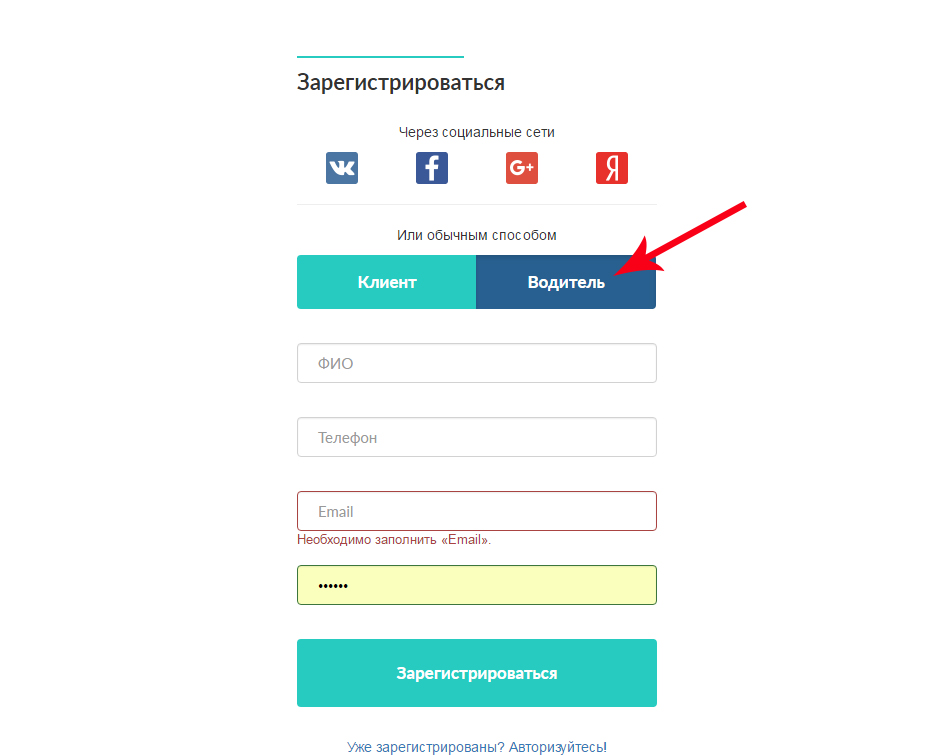 Зарегистрироваться
Через социальные сети
Или обычным способом
Клиент Водитель
ФИО
Телефон
Email
Необходимо заполнить «Email».
••••••
Зарегистрироваться
Уже зарегистрированы? Авторизуйтесь!